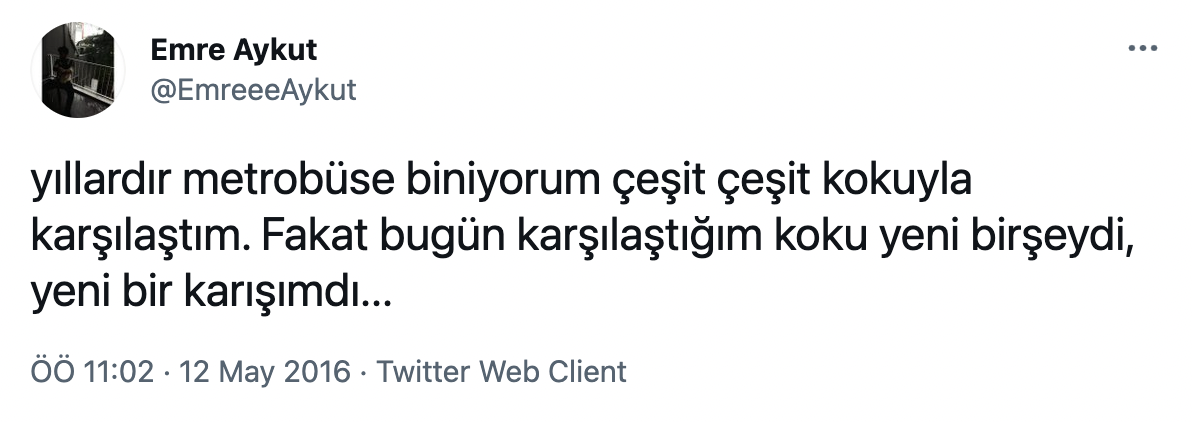 Emre Aykut
@EmreeeAykut
yıllardır metrobüse biniyorum çeşit çeşit kokuyla
karşılaştım. Fakat bugün karşılaştığım koku yeni birşeydi,
yeni bir karışımdı...
ÖÖ 11:02 · 12 May 2016 · Twitter Web Client